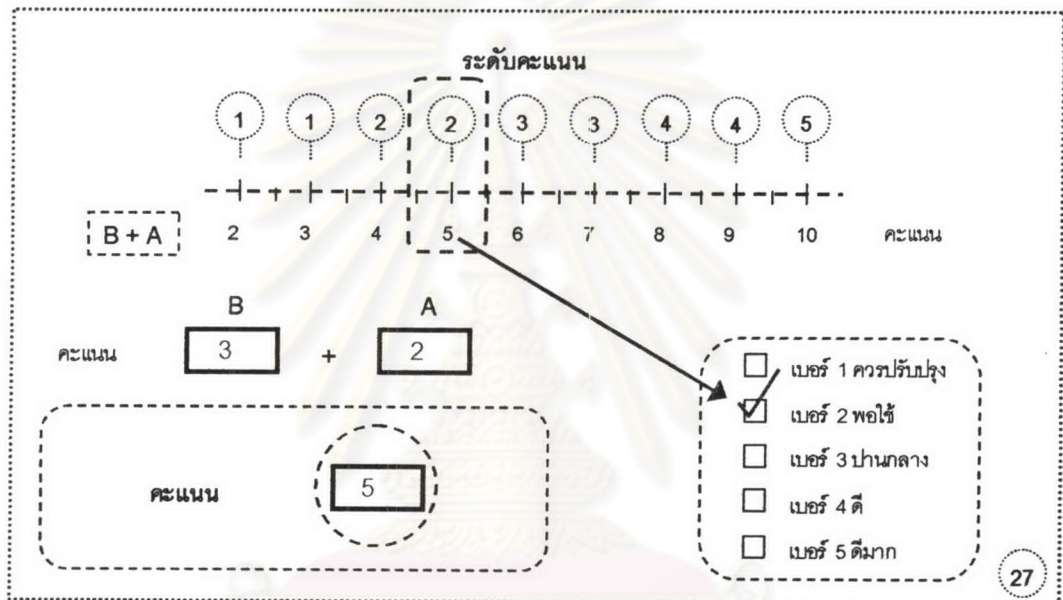 ระดับคะแนน
1 1 2 2 3 3 4 4 5
B + A 2 3 4 5 6 7 8 9 10 คะแนน
B A
คะแนน 3 + 2
คะแนน 5
เบอร์ 1 ควรปรับปรุง
เบอร์ 2 พอใช้
เบอร์ 3 ปานกลาง
เบอร์ 4 ดี
เบอร์ 5 ดีมาก
27